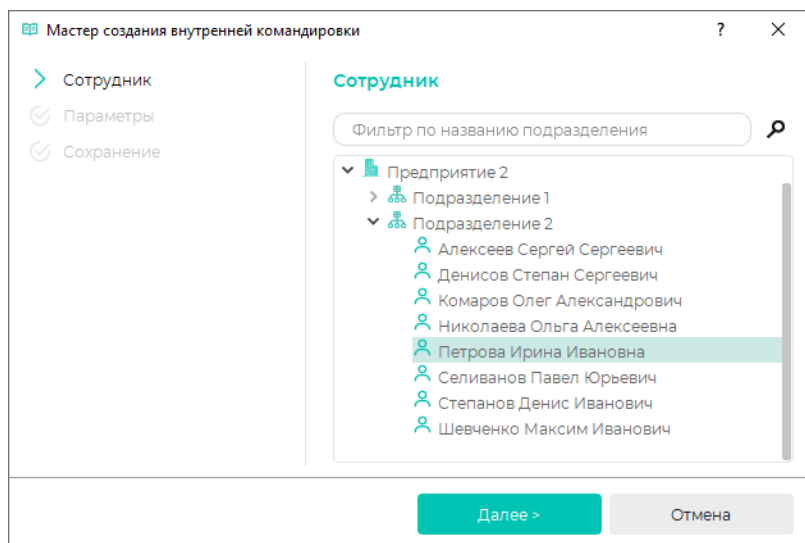 Мастер создания внутренней командировки
?
Сотрудник
Параметры
Сохранение
Сотрудник
Фильтр по названию подразделения
Предприятие 2
Подразделение 1
Подразделение 2
Алексеев Сергей Сергеевич
Денисов Степан Сергеевич
Комаров Олег Александрович
Николаева Ольга Алексеевна
Петрова Ирина Ивановна
Селиванов Павел Юрьевич
Степанов Денис Иванович
Шевченко Максим Иванович
Далее >
Отмена